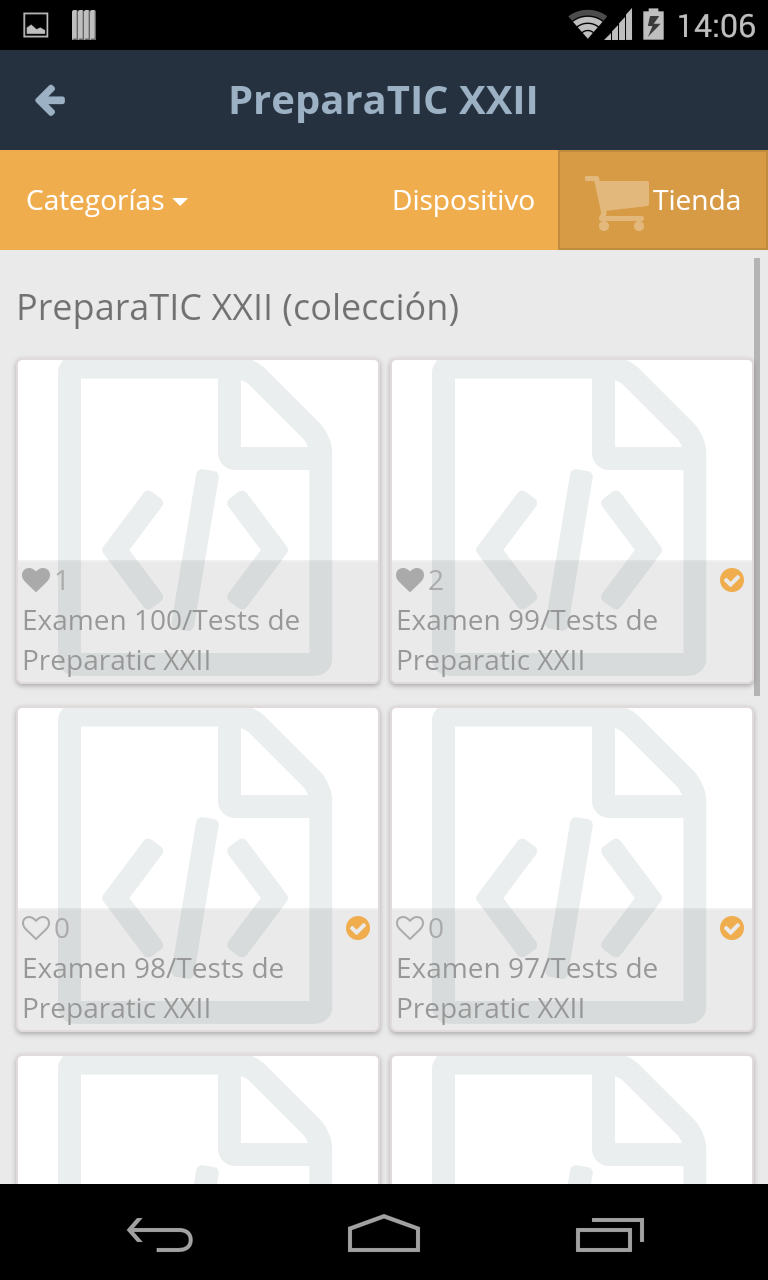 14:06
PreparaTIC XXII
Categorías
Dispositivo
Tienda
PreparaTIC XXII (colección)
1
Examen 100/Tests de
Preparatic XXII
2
Examen 99/Tests de
Preparatic XXII
0
Examen 98/Tests de
Preparatic XXII
0
Examen 97/Tests de
Preparatic XXII